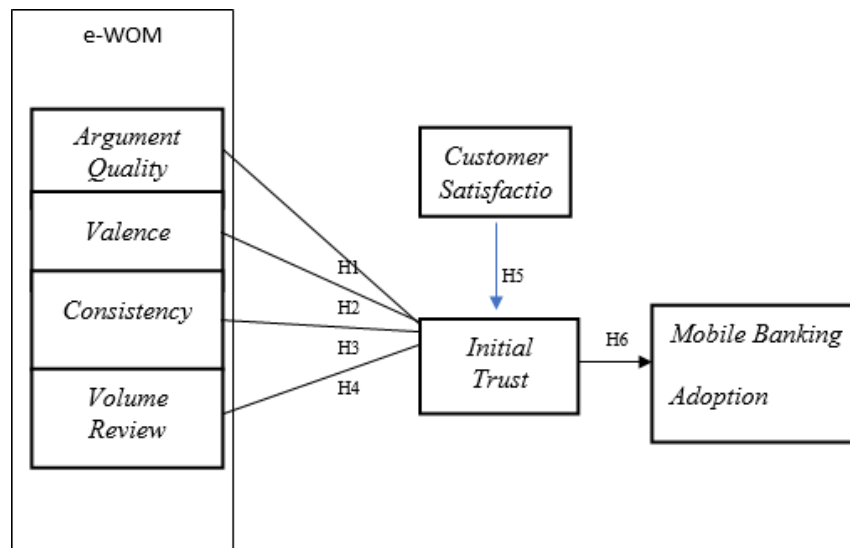 e-WOM
Argument
Quality
Valence
Consistency
Volume
Review
H1
H2
H3
H4
Customer
Satisfactio
H5
Initial
Trust
H6
Mobile Banking
Adoption